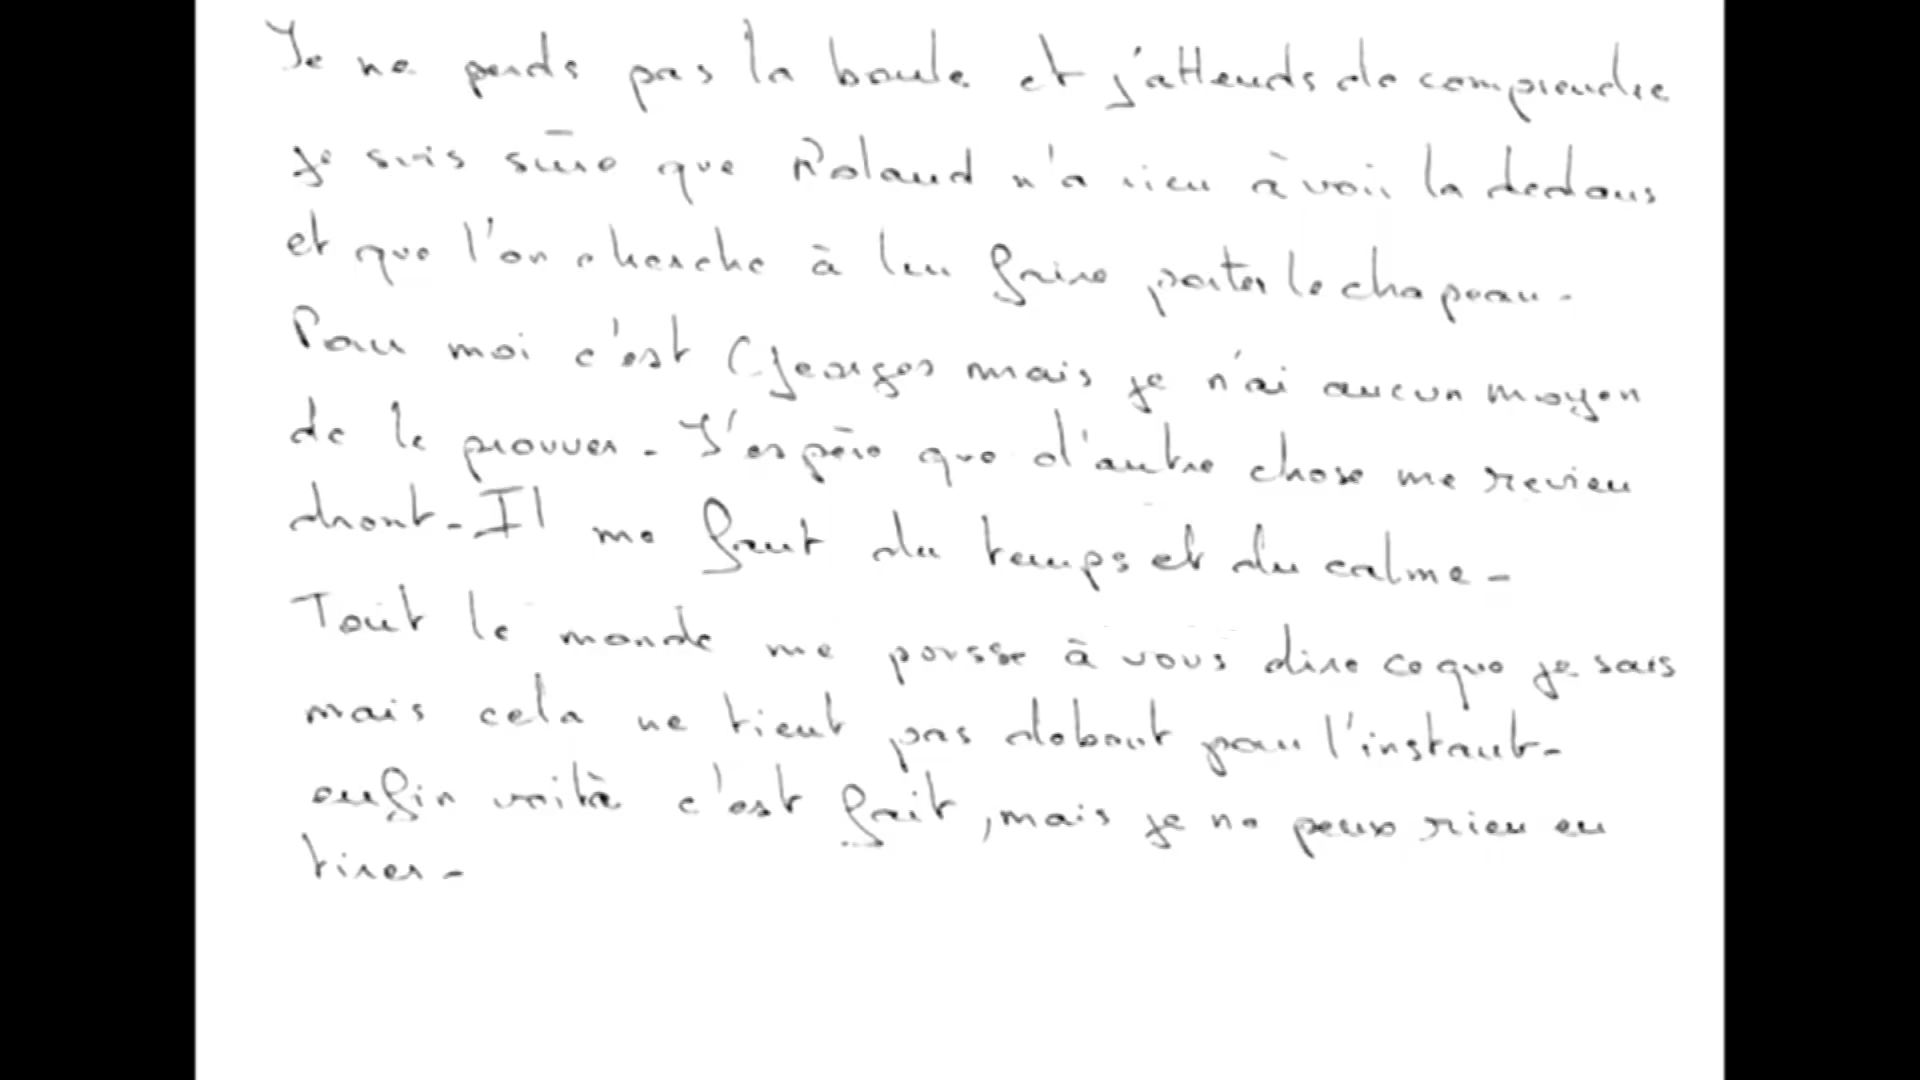 Je ne perds pas la boule et j'attends de comprendre
je suis sûre que Roland n'a rien à voir la dedans
et que l'on cherche à leu faire porter le chapeau -
Pour moi c'est Georges mais je n'ai aucun moyen
de le prouver - J'espère que d'autre chose me revien
dront - Il me faut du temps et du calme -
Tout le monde me pousse à vous dire ce que je sais
mais cela ne tient pas debout pour l'instant -
enfin voilà c'est fait, mais je ne peux rien en
tirer -